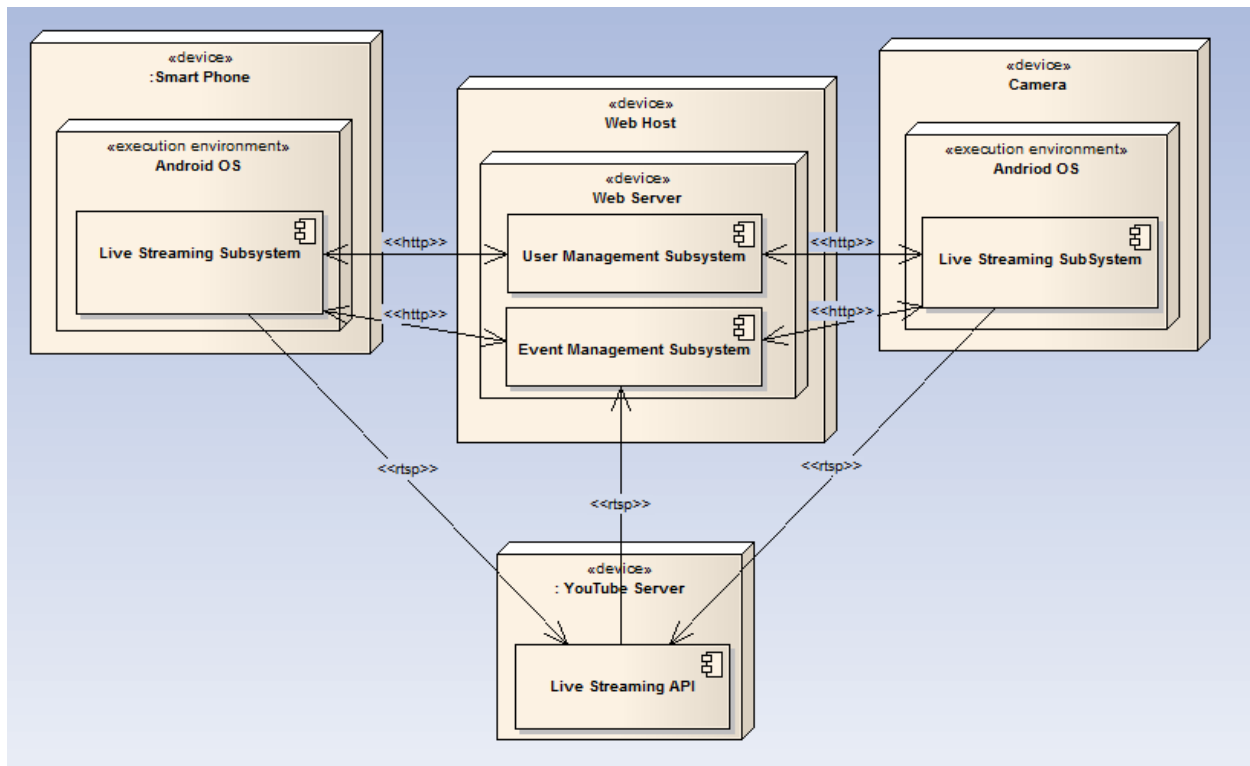 «device»
:Smart Phone
«execution environment»
Android OS
Live Streaming Subsystem
«device»
Web Host
«device»
Web Server
User Management Subsystem
Event Management Subsystem
«device»
Camera
«execution environment»
Andriod OS
Live Streaming SubSystem
<<http>>
<<http>>
<<http>>
<<http>>
<<rtsp>>
<<rtsp>>
<<rtsp>>
«device»
: YouTube Server
Live Streaming API